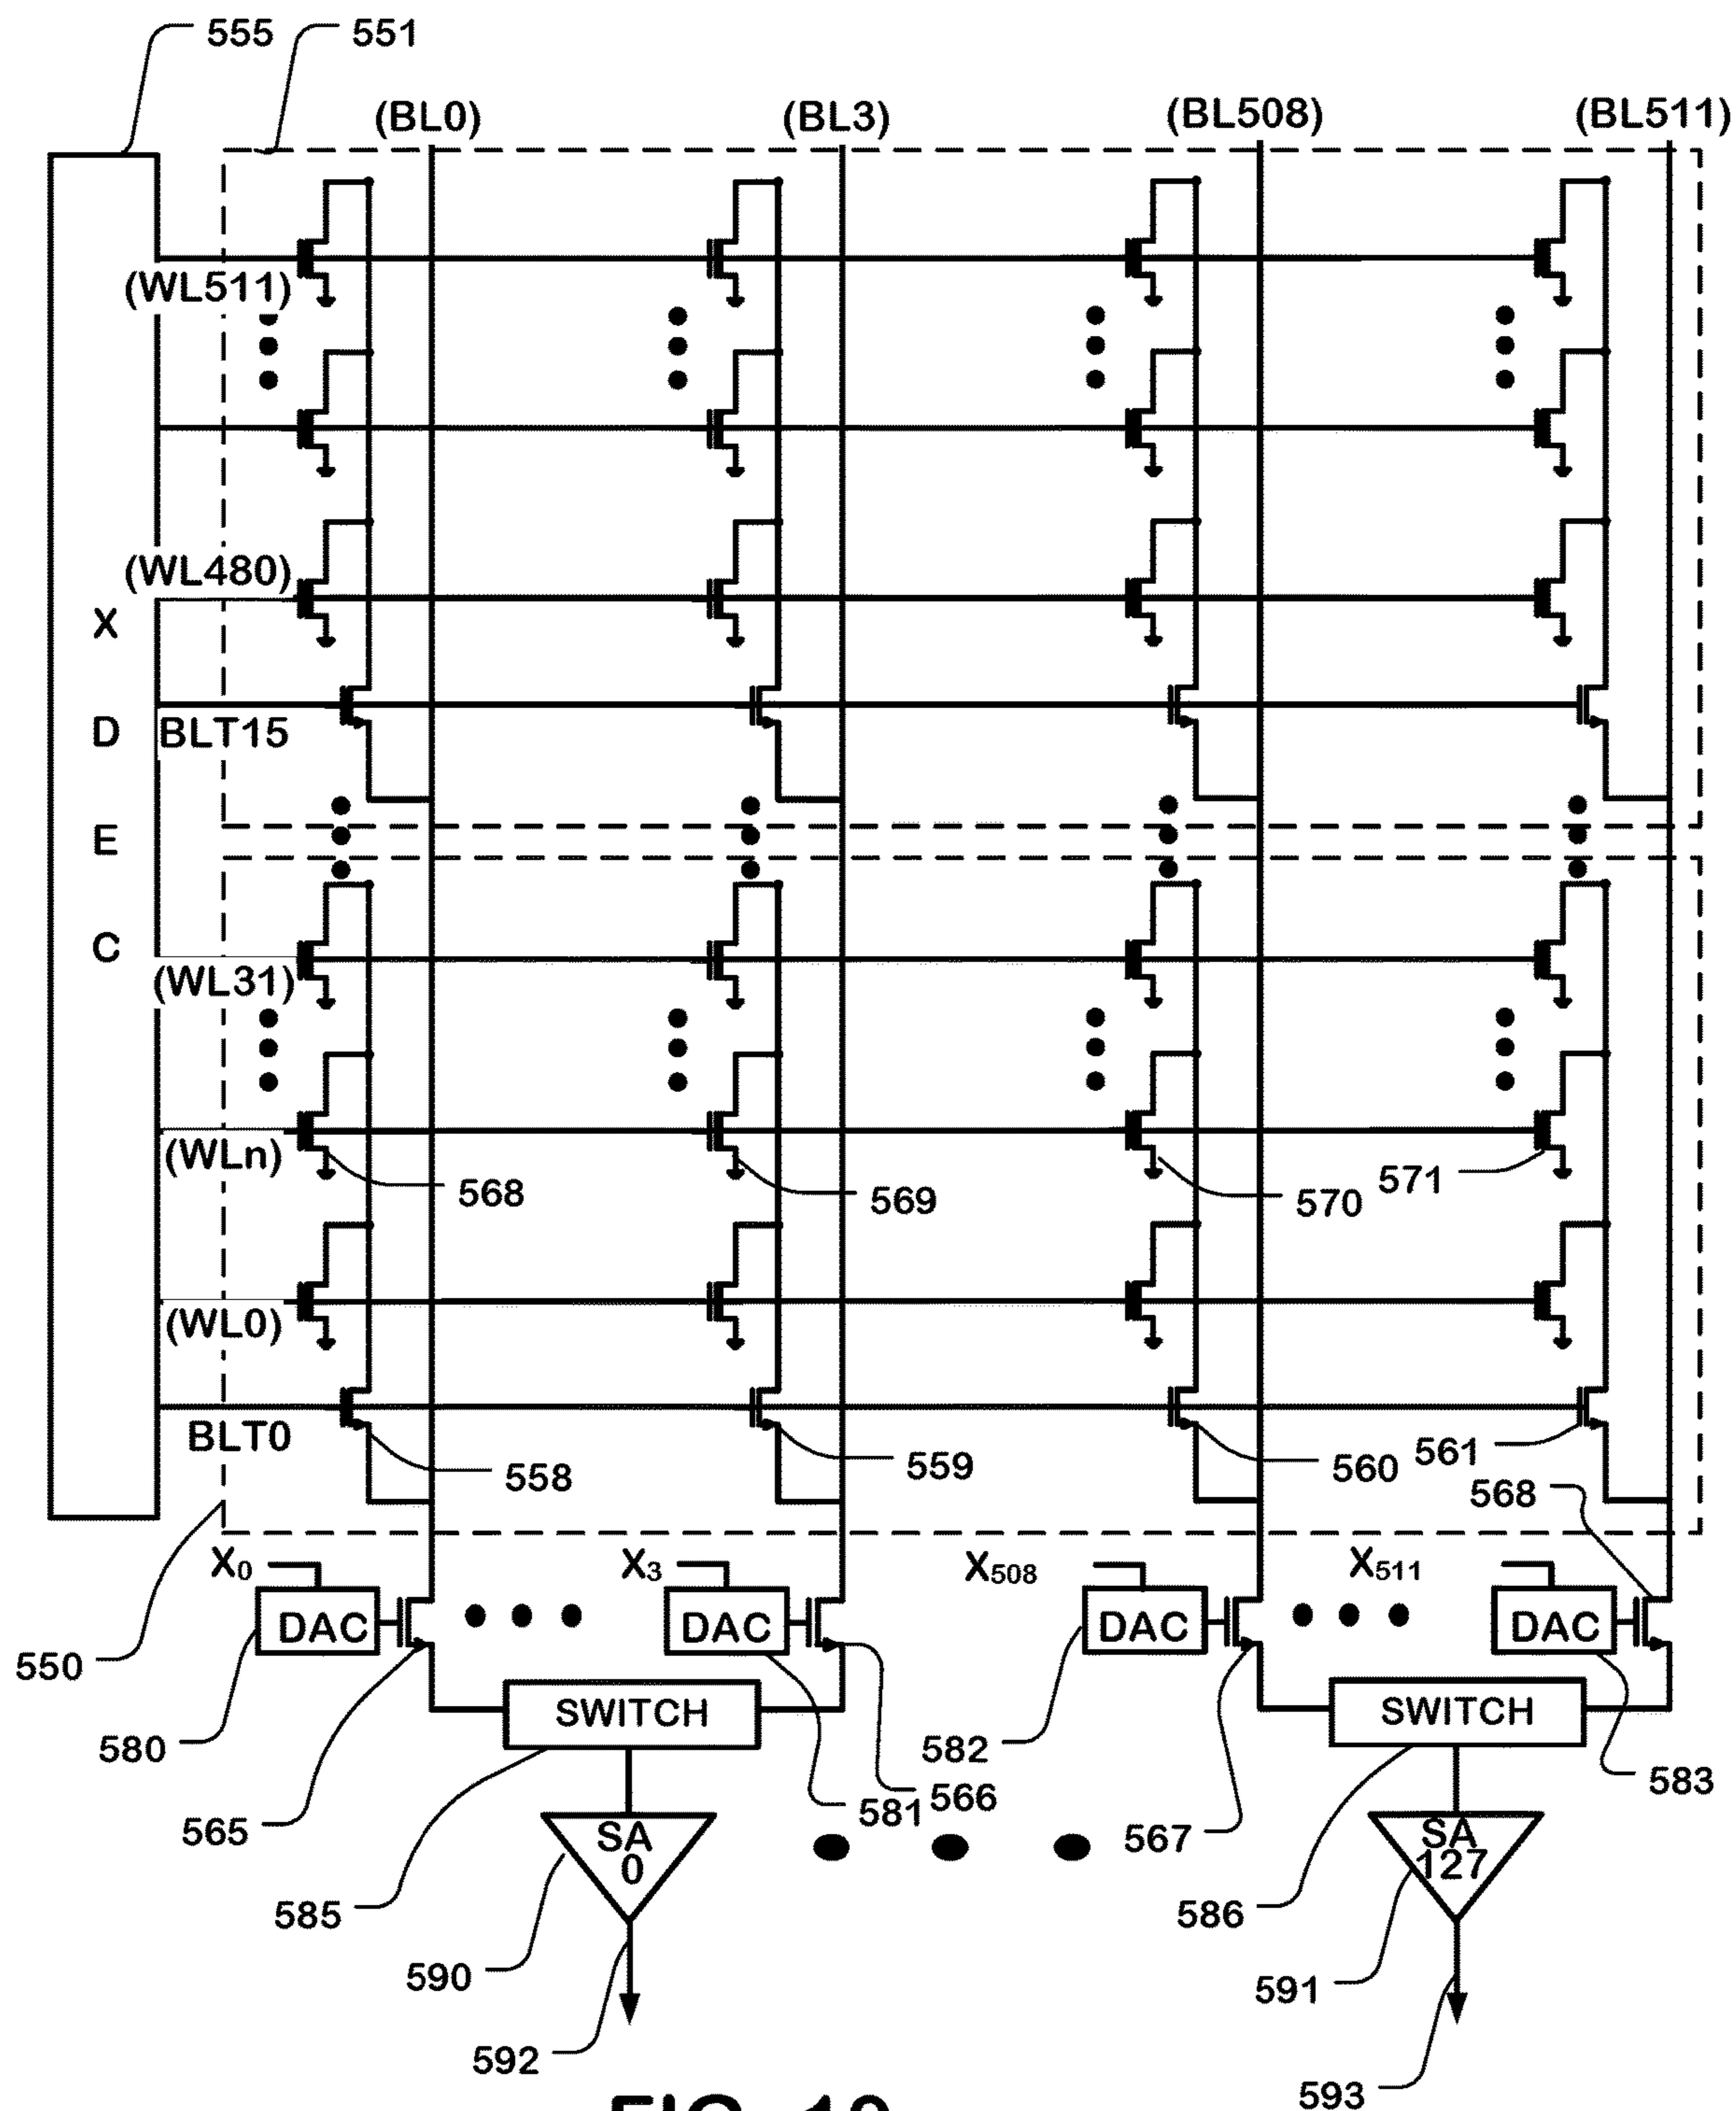 555
551
(BL0)
(BL3)
(BL508)
(BL511)
(WL511)
(WL480)
X
BLT15
D
E
C
(WL31)
(WLn)
568
569
570
571
(WL0)
BLT0
558
559
560
561
568
X0
X3
X508
X511
DAC
DAC
DAC
DAC
550
SWITCH
SWITCH
580
582
583
581
566
565
567
SA
0
SA
127
585
586
590
591
592
593